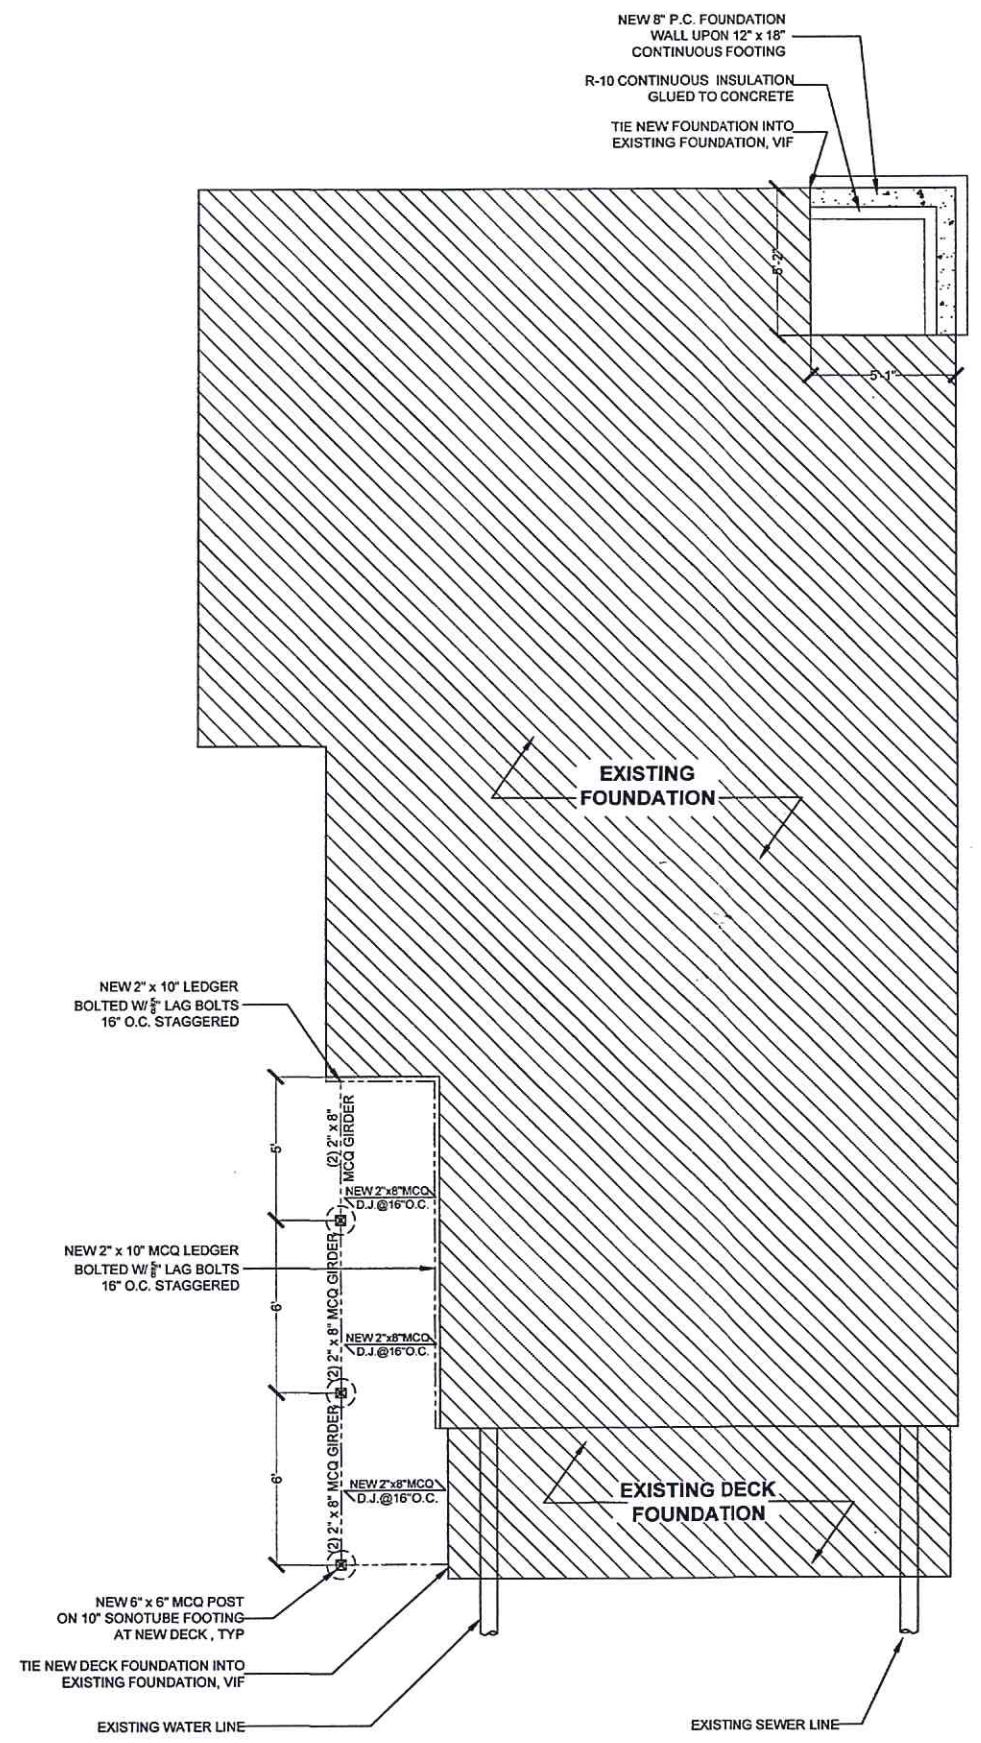 NEW 8" P.C. FOUNDATION
WALL UPON 12" x 18"
CONTINUOUS FOOTING
R-10 CONTINUOUS INSULATION
GLUED TO CONCRETE
TIE NEW FOUNDATION INTO
EXISTING FOUNDATION, VIF
5'-2"
5'-1"
EXISTING
FOUNDATION
NEW 2" x 10" LEDGER
BOLTED W/ 5/8" LAG BOLTS
16" O.C. STAGGERED
5'
(2) 2" x 8"
MCQ GIRDER
NEW 2"x8"MCQ
D.J.@16"O.C.
NEW 2" x 10" MCQ LEDGER
BOLTED W/ 5/8" LAG BOLTS
16" O.C. STAGGERED
6'
(2) 2" x 8" MCQ GIRDER
NEW 2"x8"MCQ
D.J.@16"O.C.
6'
(2) 2" x 8" MCQ GIRDER
NEW 2"x8"MCQ
D.J.@16"O.C.
EXISTING DECK
FOUNDATION
NEW 6" x 6" MCQ POST
ON 10" SONOTUBE FOOTING
AT NEW DECK , TYP
TIE NEW DECK FOUNDATION INTO
EXISTING FOUNDATION, VIF
EXISTING WATER LINE
EXISTING SEWER LINE